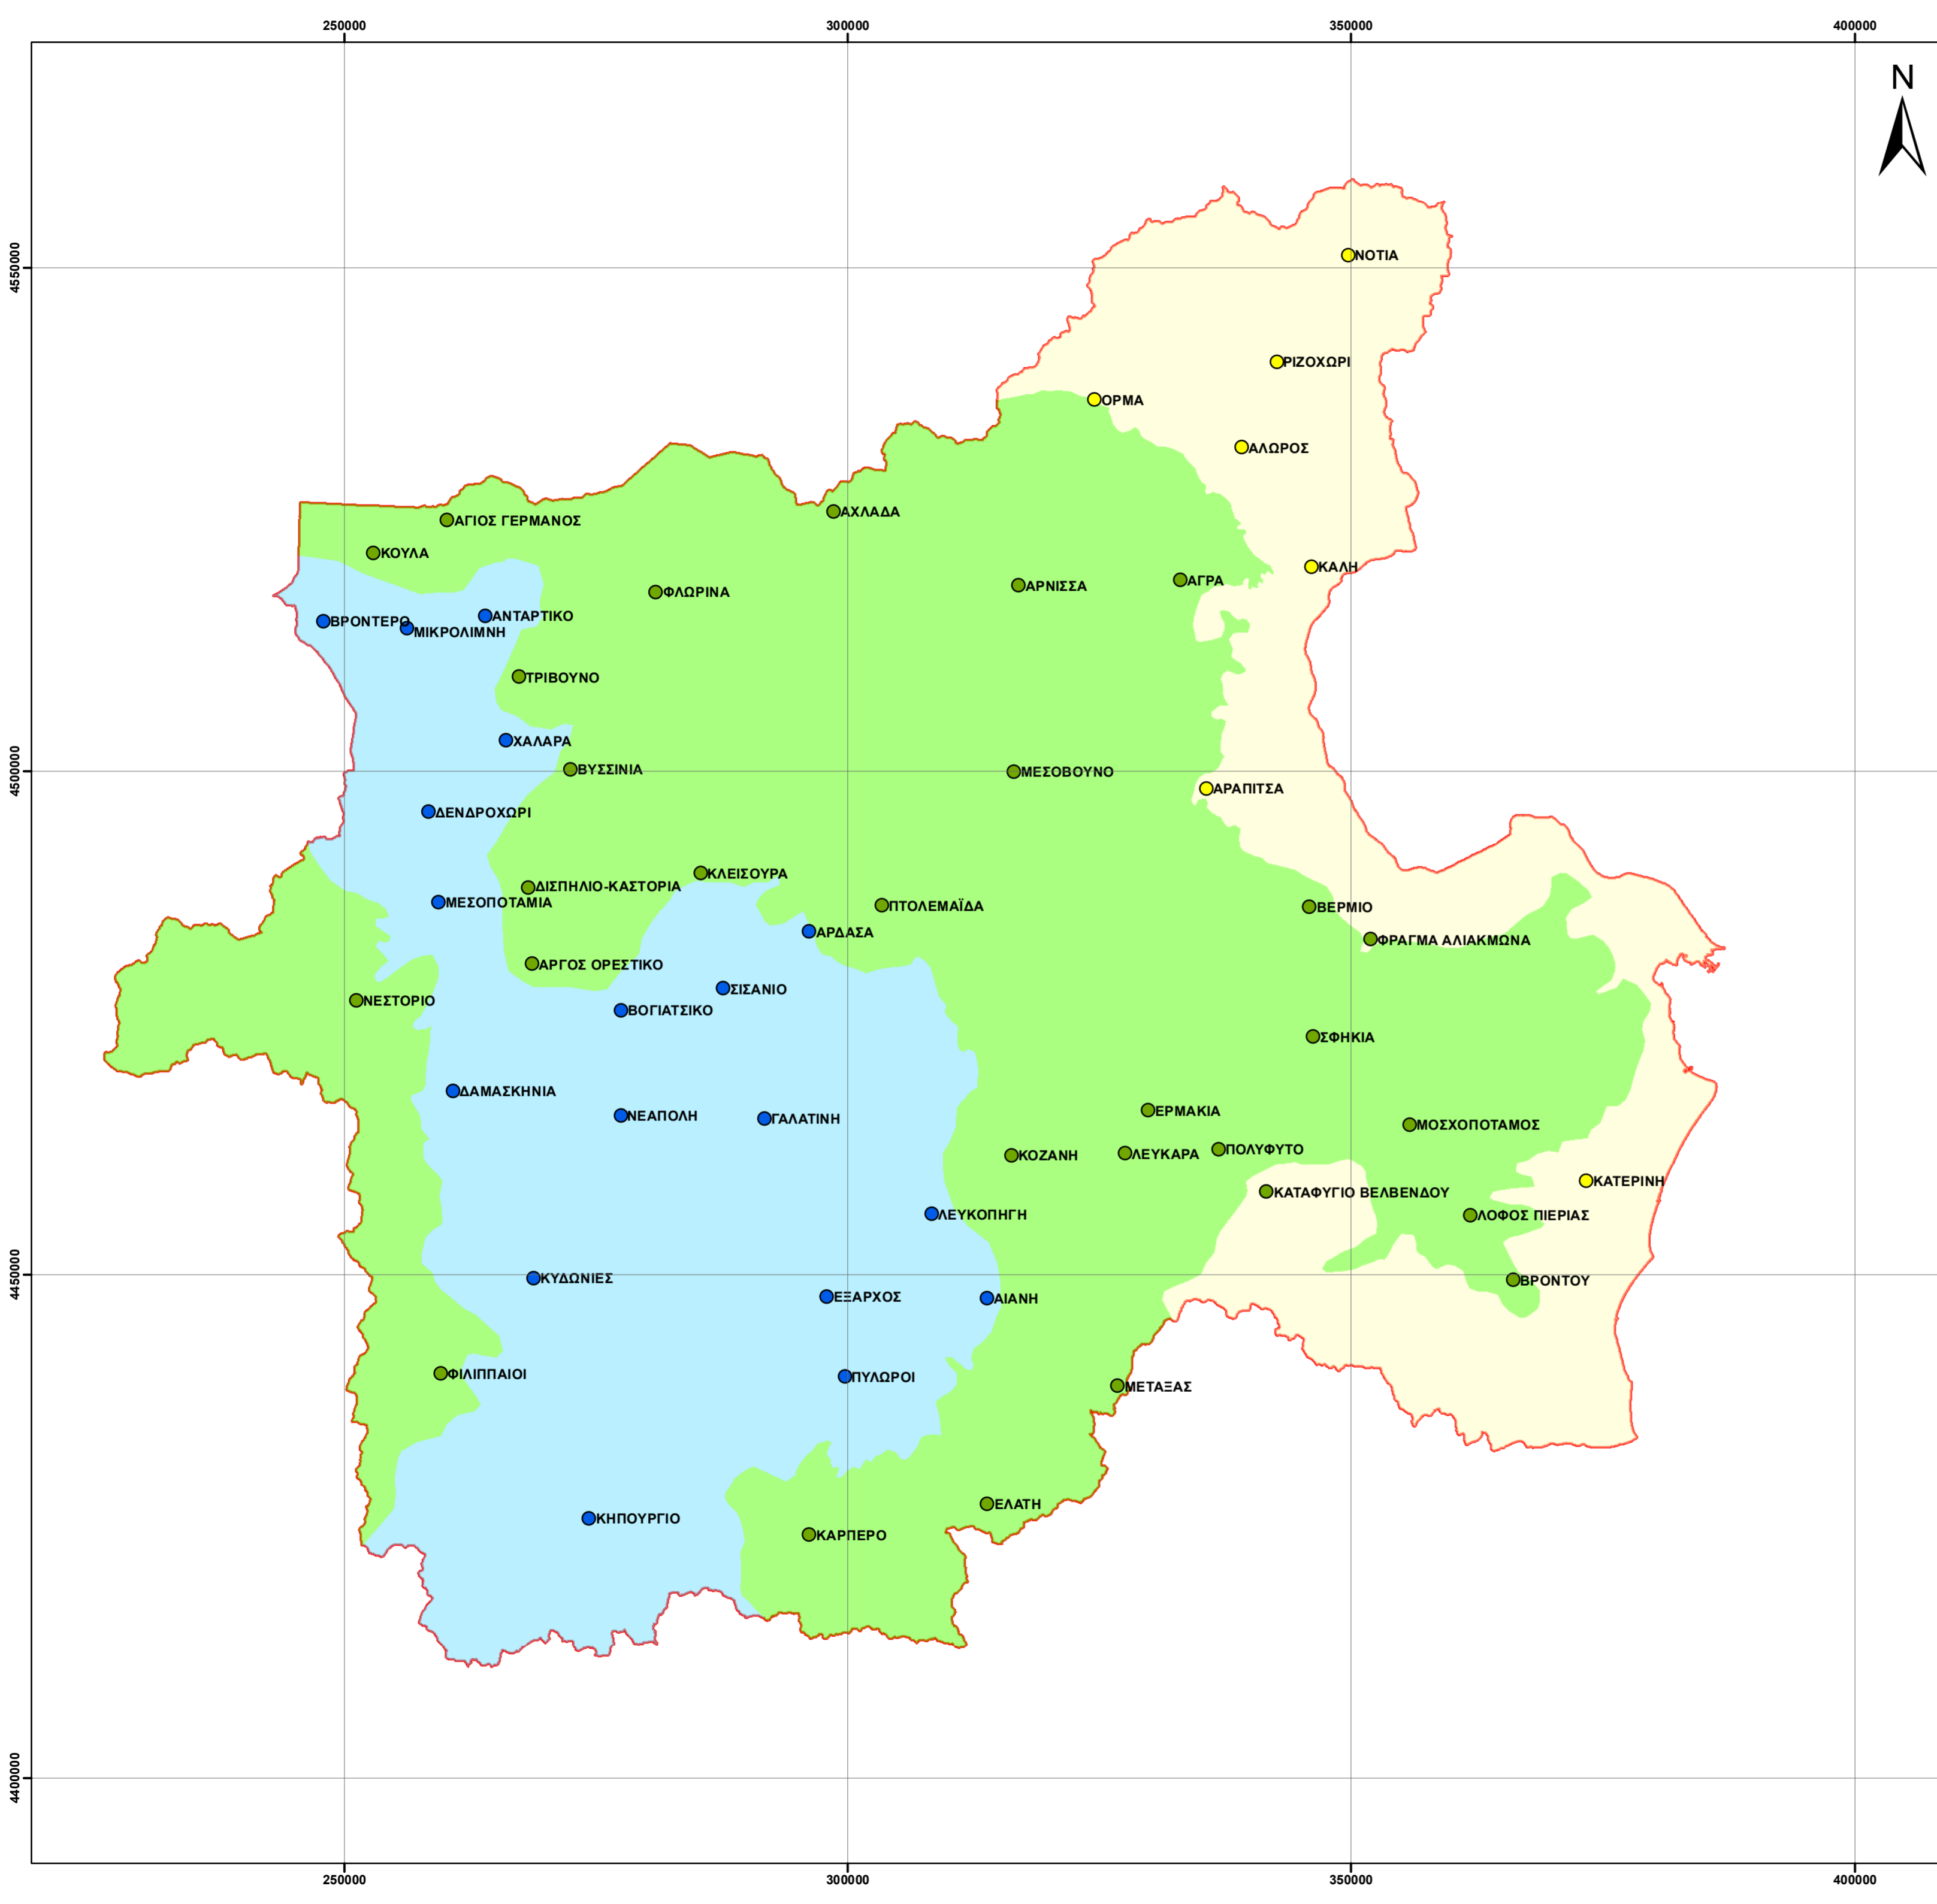 250000
300000
350000
400000
N
4550000
ΝΟΤΙΑ
ΡΙΖΟΧΩΡΙ
ΟΡΜΑ
ΑΛΩΡΟΣ
ΑΧΛΑΔΑ
ΑΓΙΟΣ ΓΕΡΜΑΝΟΣ
ΚΟΥΛΑ
ΚΑΛΗ
ΑΓΡΑ
ΑΡΝΙΣΣΑ
ΦΛΩΡΙΝΑ
ΑΝΤΑΡΤΙΚΟ
ΒΡΟΝΤΕΡΟ
ΜΙΚΡΟΛΙΜΝΗ
ΤΡΙΒΟΥΝΟ
ΧΑΛΑΡΑ
4500000
ΒΥΣΣΙΝΙΑ
ΜΕΣΟΒΟΥΝΟ
ΑΡΑΠΙΤΣΑ
ΔΕΝΔΡΟΧΩΡΙ
ΚΛΕΙΣΟΥΡΑ
ΔΙΣΠΗΛΙΟ-ΚΑΣΤΟΡΙΑ
ΜΕΣΟΠΟΤΑΜΙΑ
ΠΤΟΛΕΜΑΪΔΑ
ΒΕΡΜΙΟ
ΑΡΔΑΣΑ
ΦΡΑΓΜΑ ΑΛΙΑΚΜΩΝΑ
ΑΡΓΟΣ ΟΡΕΣΤΙΚΟ
ΣΙΣΑΝΙΟ
ΝΕΣΤΟΡΙΟ
ΒΟΓΙΑΤΣΙΚΟ
ΣΦΗΚΙΑ
ΔΑΜΑΣΚΗΝΙΑ
ΕΡΜΑΚΙΑ
ΝΕΑΠΟΛΗ
ΓΑΛΑΤΙΝΗ
ΜΟΣΧΟΠΟΤΑΜΟΣ
ΚΟΖΑΝΗ
ΛΕΥΚΑΡΑ
ΠΟΛΥΦΥΤΟ
ΚΑΤΕΡΙΝΗ
ΚΑΤΑΦΥΓΙΟ ΒΕΛΒΕΝΔΟΥ
ΛΕΥΚΟΠΗΓΗ
ΛΟΦΟΣ ΠΙΕΡΙΑΣ
4450000
ΚΥΔΩΝΙΕΣ
ΒΡΟΝΤΟΥ
ΕΞΑΡΧΟΣ
ΑΙΑΝΗ
ΦΙΛΙΠΠΑΙΟΙ
ΠΥΛΩΡΟΙ
ΜΕΤΑΞΑΣ
ΕΛΑΤΗ
ΚΗΠΟΥΡΓΙΟ
ΚΑΡΠΕΡΟ
4400000
250000
300000
350000
400000